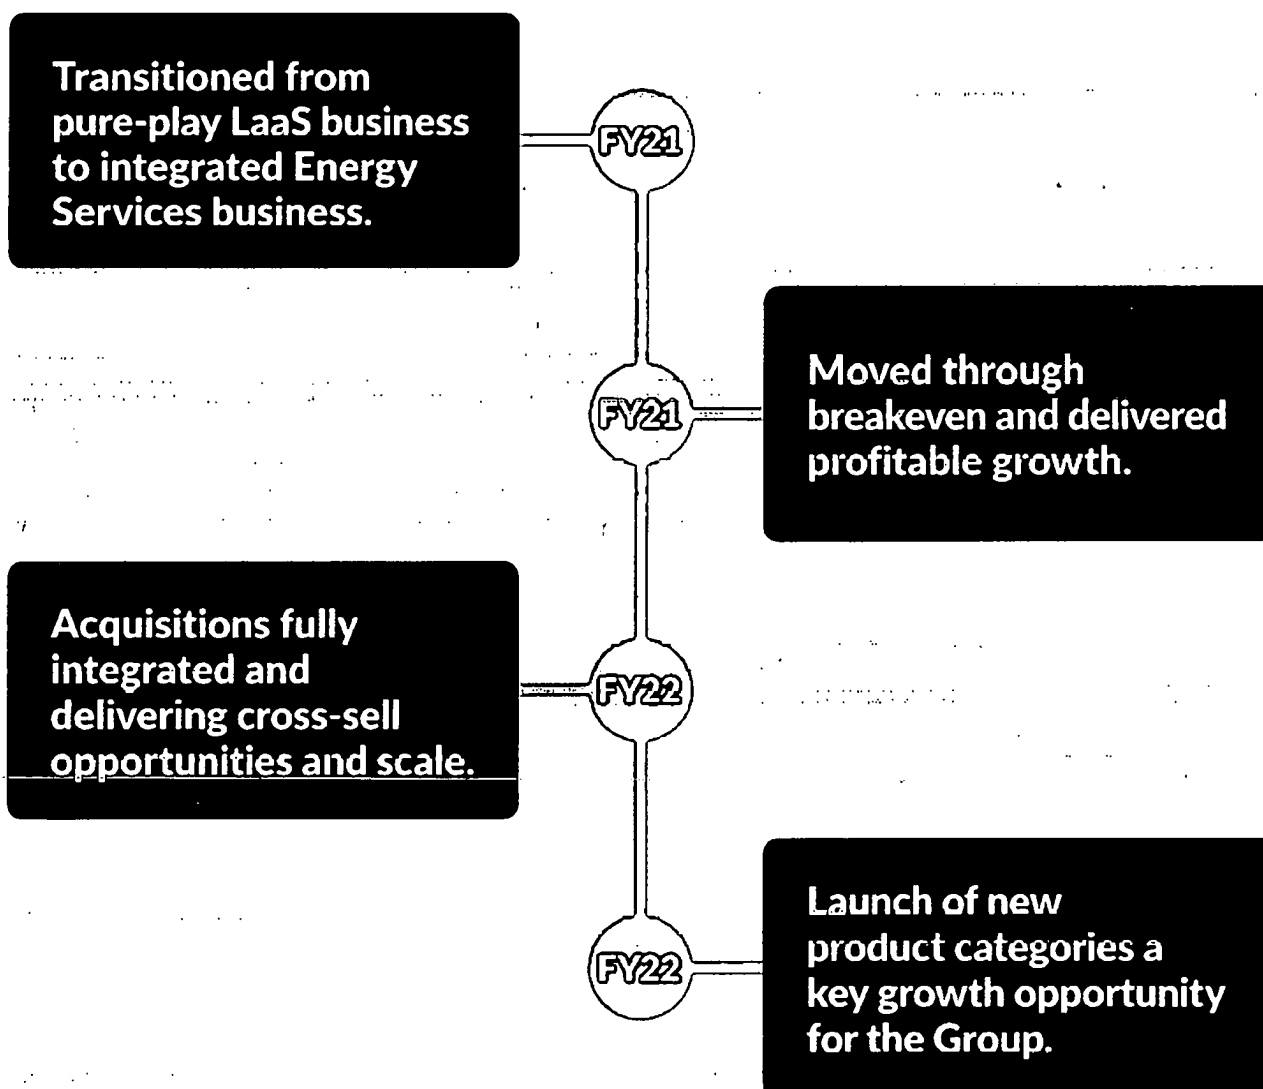 Transitioned from
pure-play LaaS business
to integrated Energy
Services business.
FY21
FY21
Moved through
breakeven and delivered
profitable growth.
Acquisitions fully
integrated and
delivering cross-sell
opportunities and scale.
FY22
FY22
Launch of new
product categories a
key growth opportunity
for the Group.